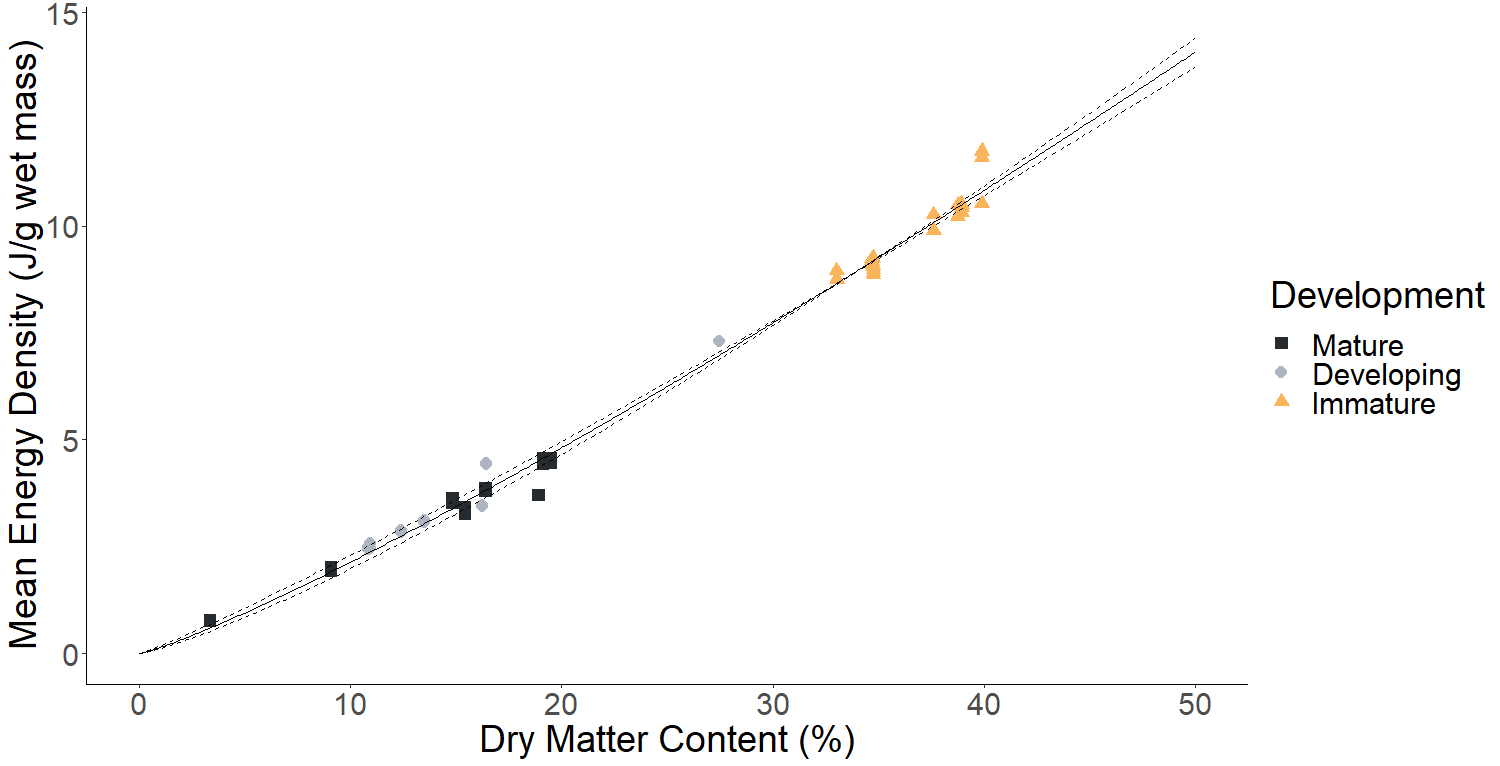 Mean Energy Density (J/g wet mass)
15
10
5
0
0 10 20 30 40 50
Dry Matter Content (%)
Development
Mature
Developing
Immature